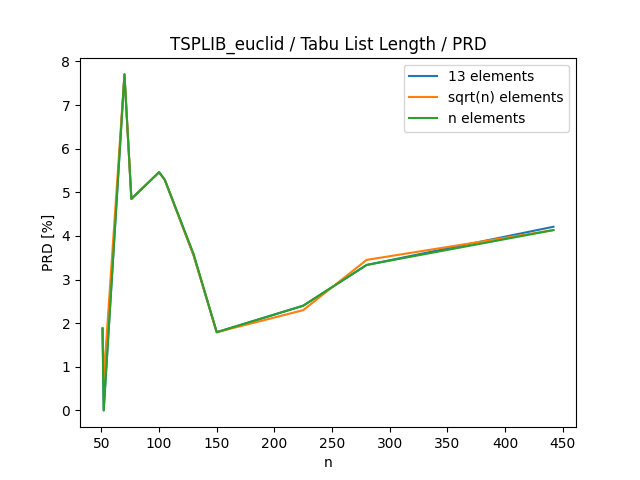 TSPLIB_euclid / Tabu List Length / PRD
13 elements
sqrt(n) elements
n elements
PRD [%]
8
7
6
5
4
3
2
1
0
50 100 150 200 250 300 350 400 450
n